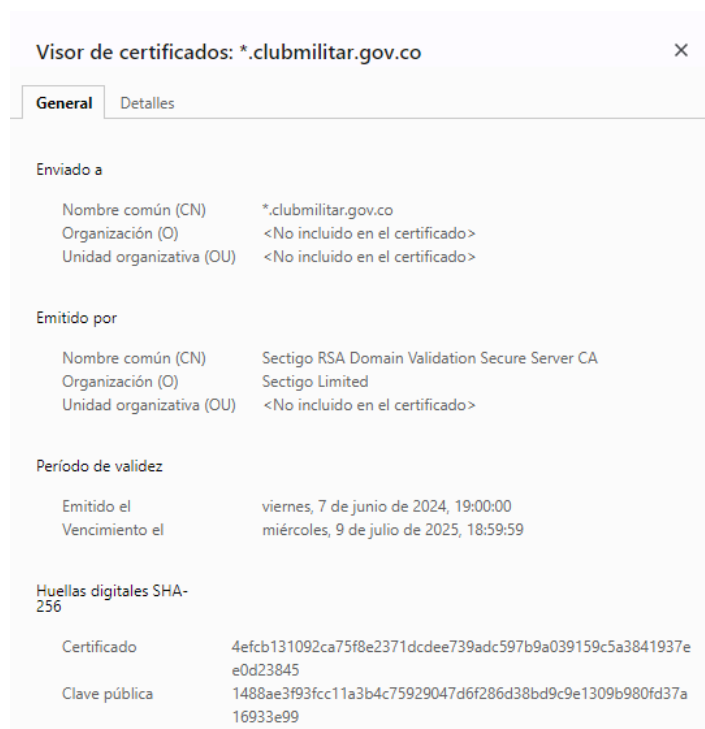 Visor de certificados: *.clubmilitar.gov.co ×
General Detalles
Enviado a
Nombre común (CN) *.clubmilitar.gov.co
Organización (O) <No incluido en el certificado>
Unidad organizativa (OU) <No incluido en el certificado>
Emitido por
Nombre común (CN) Sectigo RSA Domain Validation Secure Server CA
Organización (O) Sectigo Limited
Unidad organizativa (OU) <No incluido en el certificado>
Período de validez
Emitido el viernes, 7 de junio de 2024, 19:00:00
Vencimiento el miércoles, 9 de julio de 2025, 18:59:59
Huellas digitales SHA-
256
Certificado 4efcb131092ca75f8e2371dcdee739adc597b9a039159c5a3841937e
e0d23845
Clave pública 1488ae3f93fcc11a3b4c75929047d6f286d38bd9c9e1309b980fd37a
16933e99